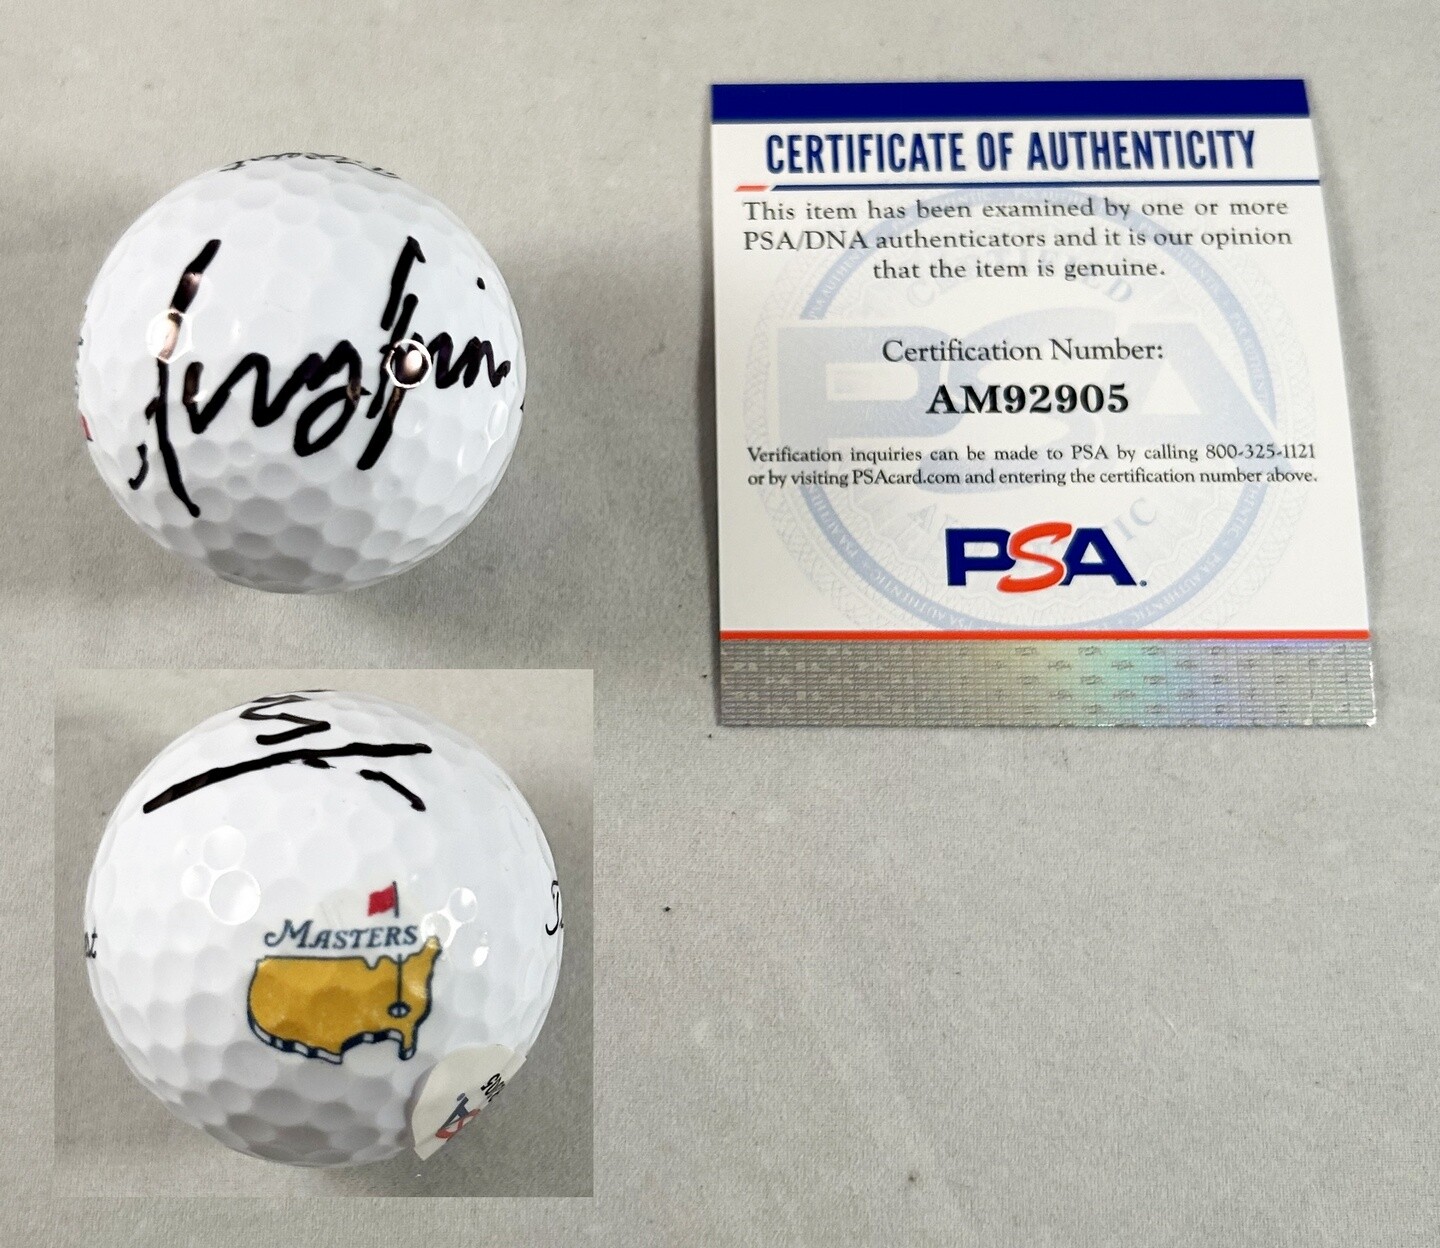 CERTIFICATE OF AUTHENTICITY
This item has been examined by one or more
PSA/DNA authenticators and it is our opinion
that the item is genuine.
Certification Number:
AM92905
Verification inquiries can be made to PSA by calling 800-325-1121
or by visiting PSAcard.com and entering the certification number above.
PSA
MASTERS